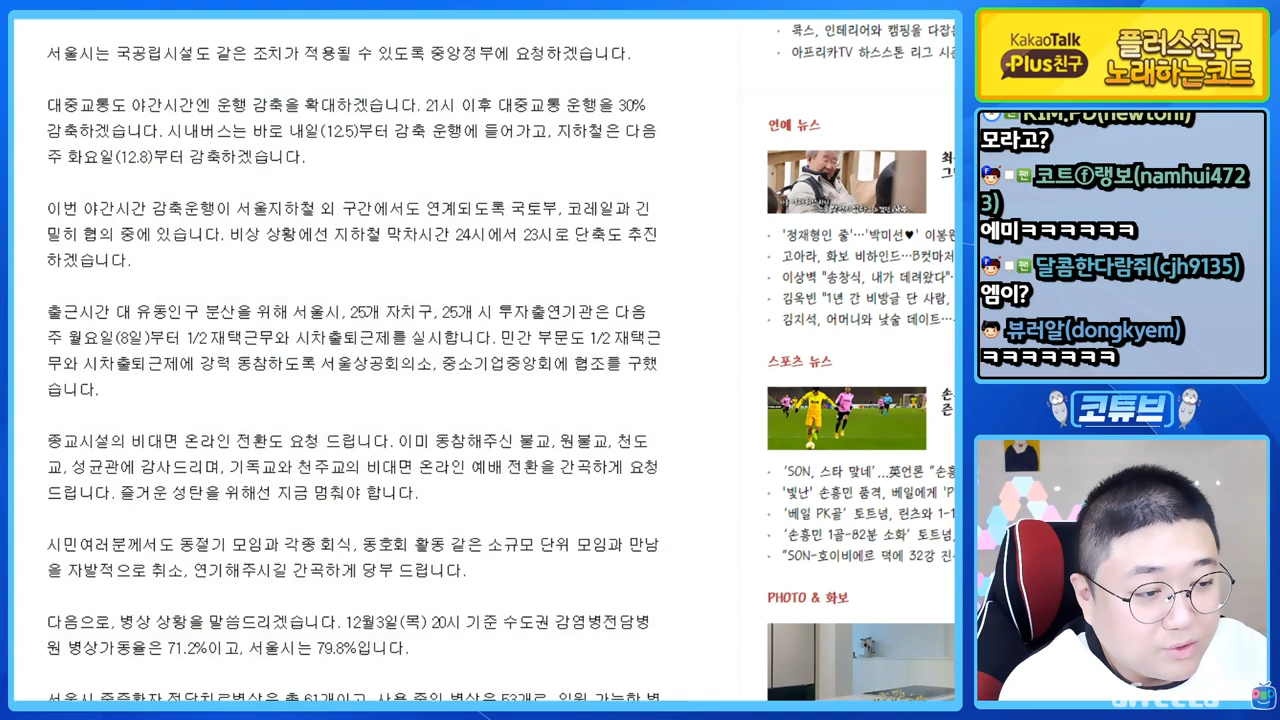 서울시는 국공립시설도 같은 조치가 적용될 수 있도록 중앙정부에 요청하겠습니다.
대중교통도 야간시간엔 운행 감축을 확대하겠습니다. 21시 이후 대중교통 운행을 30%
감축하겠습니다. 시내버스는 바로 내일(12.5)부터 감축 운행에 들어가고, 지하철은 다음
주 화요일(12.8)부터 감축하겠습니다.
이번 야간시간 감축운행이 서울지하철 외 구간에서도 연계되도록 국토부, 코레일과 긴
밀히 협의 중에 있습니다. 비상 상황에선 지하철 막차시간 24시에서 23시로 단축도 추진
하겠습니다.
출근시간 대 유동인구 분산을 위해 서울시, 25개 자치구, 25개 시 투자출연기관은 다음
주 월요일(8일)부터 1/2 재택근무와 시차출퇴근제를 실시합니다. 민간 부문도 1/2 재택근
무와 시차출퇴근제에 강력 동참하도록 서울상공회의소, 중소기업중앙회에 협조를 구했
습니다.
종교시설의 비대면 온라인 전환도 요청 드립니다. 이미 동참해주신 불교, 원불교, 천도
교, 성균관에 감사드리며, 기독교와 천주교의 비대면 온라인 예배 전환을 간곡하게 요청
드립니다. 즐거운 성탄을 위해선 지금 멈춰야 합니다.
시민여러분께서도 동절기 모임과 각종 회식, 동호회 활동 같은 소규모 단위 모임과 만남
을 자발적으로 취소, 연기해주시길 간곡하게 당부 드립니다.
다음으로, 병상 상황을 말씀드리겠습니다. 12월3일(목) 20시 기준 수도권 감염병전담병
원 병상가동율은 71.2%이고, 서울시는 79.8%입니다.
서울시 중증환자 전담치료병상은 총 61개이고, 사용 중인 병상은 53개로, 입원 가능한 병
콕스, 인테리어와 캠핑을 다잡은
아프리카TV 하스스톤 리그 시즌
연예 뉴스
최
그
'정재형인 줄'…'박미선♥' 이봉원
고아라, 화보 비하인드…B컷마저
이상벽 "송창식, 내가 데려왔다"
김욱빈 "1년 간 비방글 단 사람,
김지석, 어머니와 낮술 데이트…
스포츠 뉴스
손
존
'SON, 스타 맞네'...英언론 "손흥
'빛난' 손흥민 품격, 베일에게 'P
'베일 PK골' 토트넘, 린츠와 1-1
'손흥민 1골-82분 소화' 토트넘,
"SON-호이비에르 덕에 32강 진
PHOTO & 화보
KakaoTalk
Plus친구
플러스친구
노래하는코트
팬 KIM.PD(newtoni)
모라고?
팬 코트ⓕ랭보(namhui472
3)
에미ㅋㅋㅋㅋㅋㅋ
팬 달콤한다람쥐(cjh9135)
엠이?
뷰러알(dongkyem)
ㅋㅋㅋㅋㅋㅋㅋ
코튜브